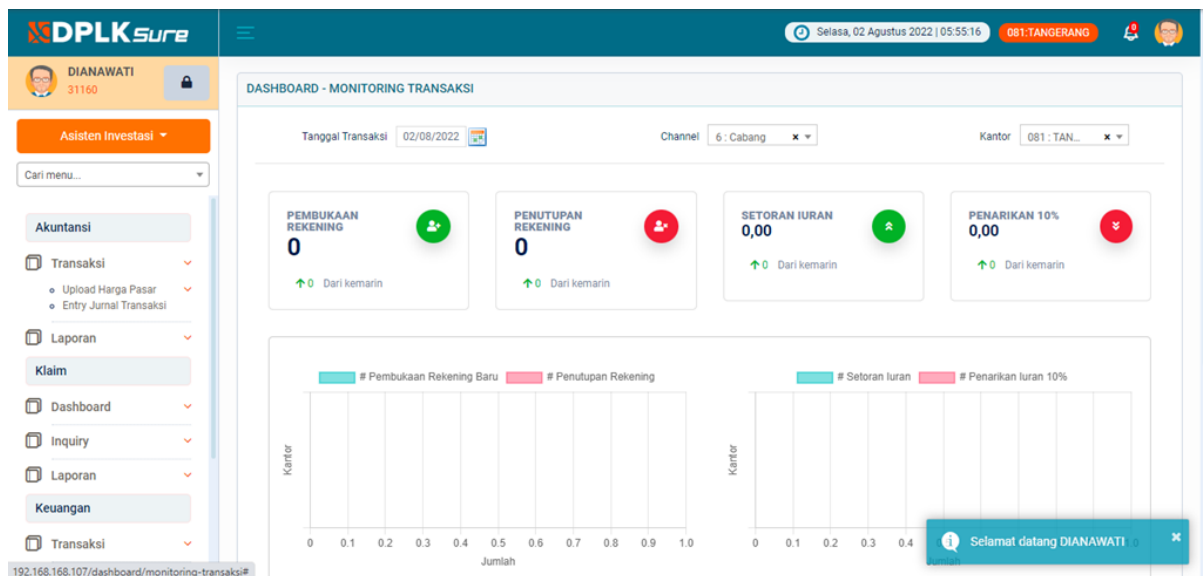 DPLKSure
Selasa, 02 Agustus 2022 | 05:55:16
081:TANGERANG
DIANAWATI
31160
Asisten Investasi
Cari menu...
Akuntansi
Transaksi
Upload Harga Pasar
Entry Jurnal Transaksi
Laporan
Klaim
Dashboard
Inquiry
Laporan
Keuangan
Transaksi
192.168.168.107/dashboard/monitoring-transaksi#
DASHBOARD - MONITORING TRANSAKSI
Tanggal Transaksi 02/08/2022 Channel 6 : Cabang x Kantor 081 : TAN... x
PEMBUKAAN
REKENING
0
0 Dari kemarin
PENUTUPAN
REKENING
0
0 Dari kemarin
SETORAN IURAN
0,00
0 Dari kemarin
PENARIKAN 10%
0,00
0 Dari kemarin
# Pembukaan Rekening Baru # Penutupan Rekening
Kantor
0 0.1 0.2 0.3 0.4 0.5 0.6 0.7 0.8 0.9 1.0
Jumlah
# Setoran Iuran # Penarikan Iuran 10%
Kantor
0 0.1 0.2 0.3 0.4 1.0
Jumlah
Selamat datang DIANAWATI x